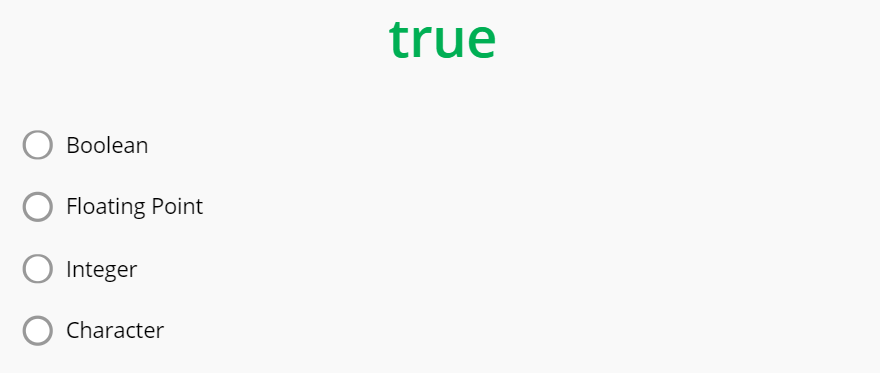 true
Boolean
Floating Point
Integer
Character